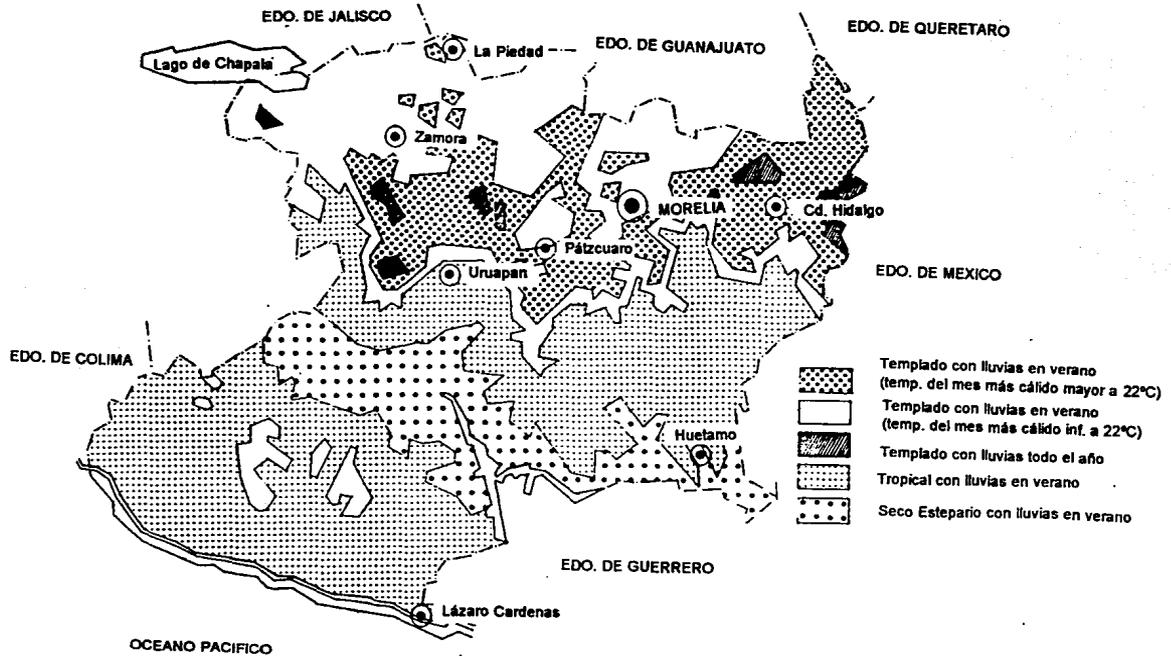 EDO. DE JALISCO
EDO. DE QUERETARO
EDO. DE GUANAJUATO
La Piedad
Lago de Chapala
Zamora
MORELIA
Cd. Hidalgo
Pátzcuaro
Uruapan
EDO. DE MEXICO
EDO. DE COLIMA
Templado con lluvias en verano
(temp. del mes más cálido mayor a 22ºC)
Templado con lluvias en verano
(temp. del mes más cálido inf. a 22ºC)
Templado con lluvias todo el año
Tropical con lluvias en verano
Seco Estepario con lluvias en verano
Huetamo
EDO. DE GUERRERO
Lázaro Cardenas
OCEANO PACIFICO